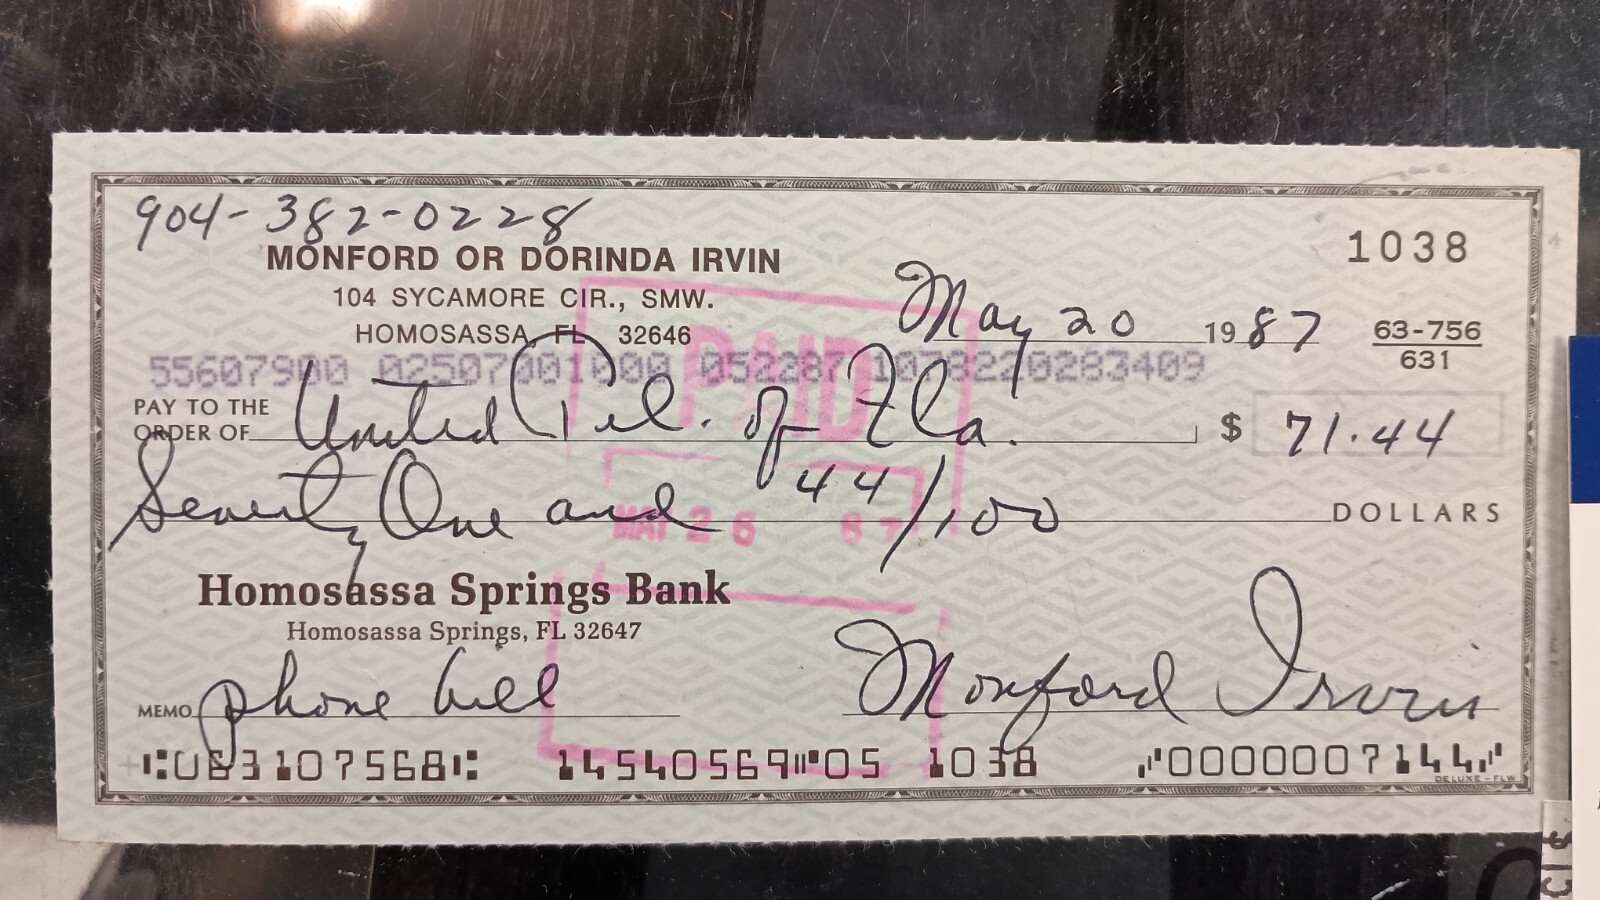 904-382-0228
MONFORD OR DORINDA IRVIN
104 SYCAMORE CIR., SMW.
HOMOSASSA, FL 32646
1038
May 20 1987
63-756
631
PAID
55607900 02507001000 052287 1078220283409
PAY TO THE
ORDER OF United Tel. of Fla. $ 71.44
Seventy One and 44/100 DOLLARS
MAY 26 87
Homosassa Springs Bank
Homosassa Springs, FL 32647
MEMO phone bill
Monford Irvin
⑆063107568⑆ 14540569⑈05 1038 ⑇0000007144⑇
DELUXE - FLW